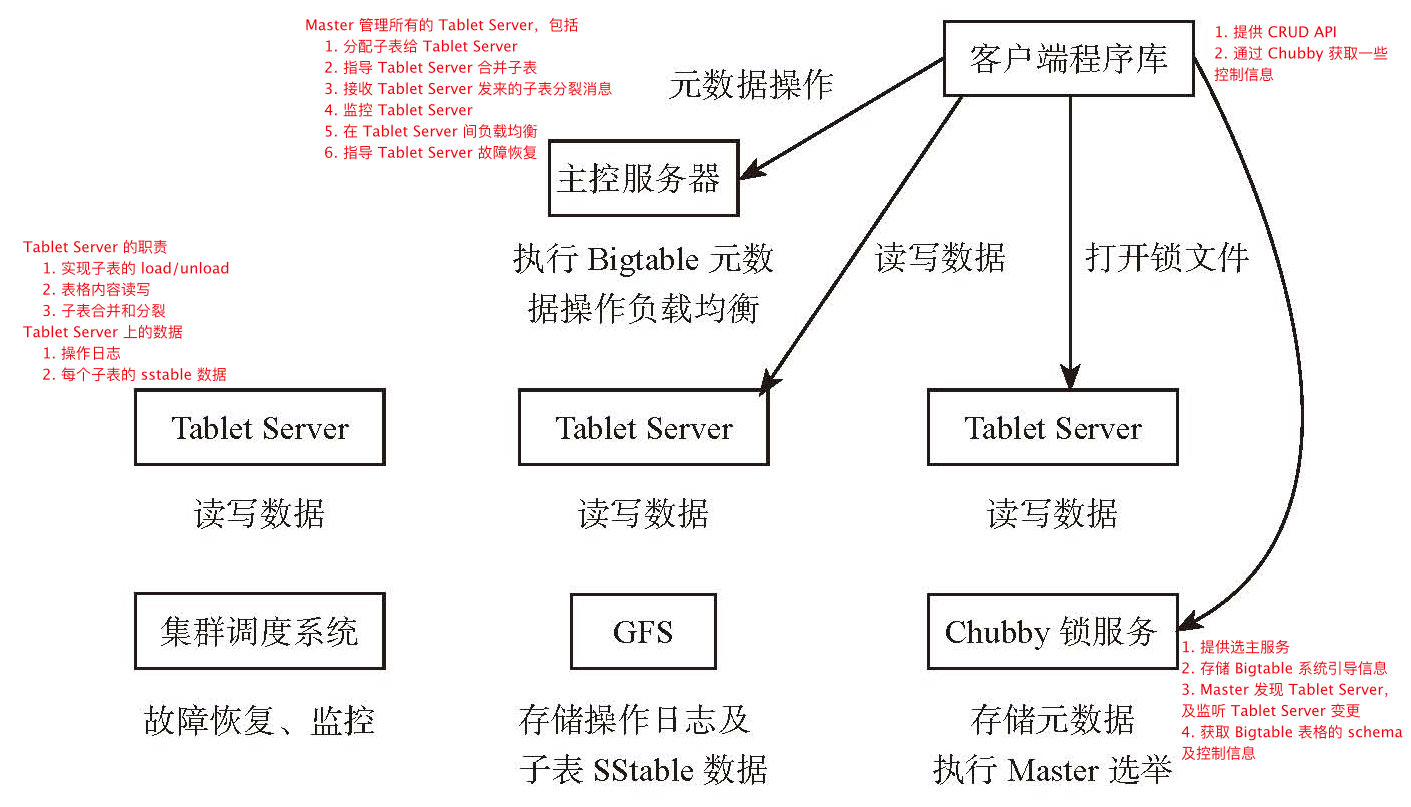 Master 管理所有的 Tablet Server，包括
1. 分配子表给 Tablet Server
2. 指导 Tablet Server 合并子表
3. 接收 Tablet Server 发来的子表分裂消息
4. 监控 Tablet Server
5. 在 Tablet Server 间负载均衡
6. 指导 Tablet Server 故障恢复
客户端程序库
1. 提供 CRUD API
2. 通过 Chubby 获取一些
控制信息
元数据操作
主控服务器
执行 Bigtable 元数
据操作负载均衡
读写数据
打开锁文件
Tablet Server 的职责
1. 实现子表的 load/unload
2. 表格内容读写
3. 子表合并和分裂
Tablet Server 上的数据
1. 操作日志
2. 每个子表的 sstable 数据
Tablet Server
Tablet Server
Tablet Server
读写数据
读写数据
读写数据
集群调度系统
GFS
Chubby 锁服务
故障恢复、监控
存储操作日志及
子表 SStable 数据
存储元数据
执行 Master 选举
1. 提供选主服务
2. 存储 Bigtable 系统引导信息
3. Master 发现 Tablet Server，
及监听 Tablet Server 变更
4. 获取 Bigtable 表格的 schema
及控制信息